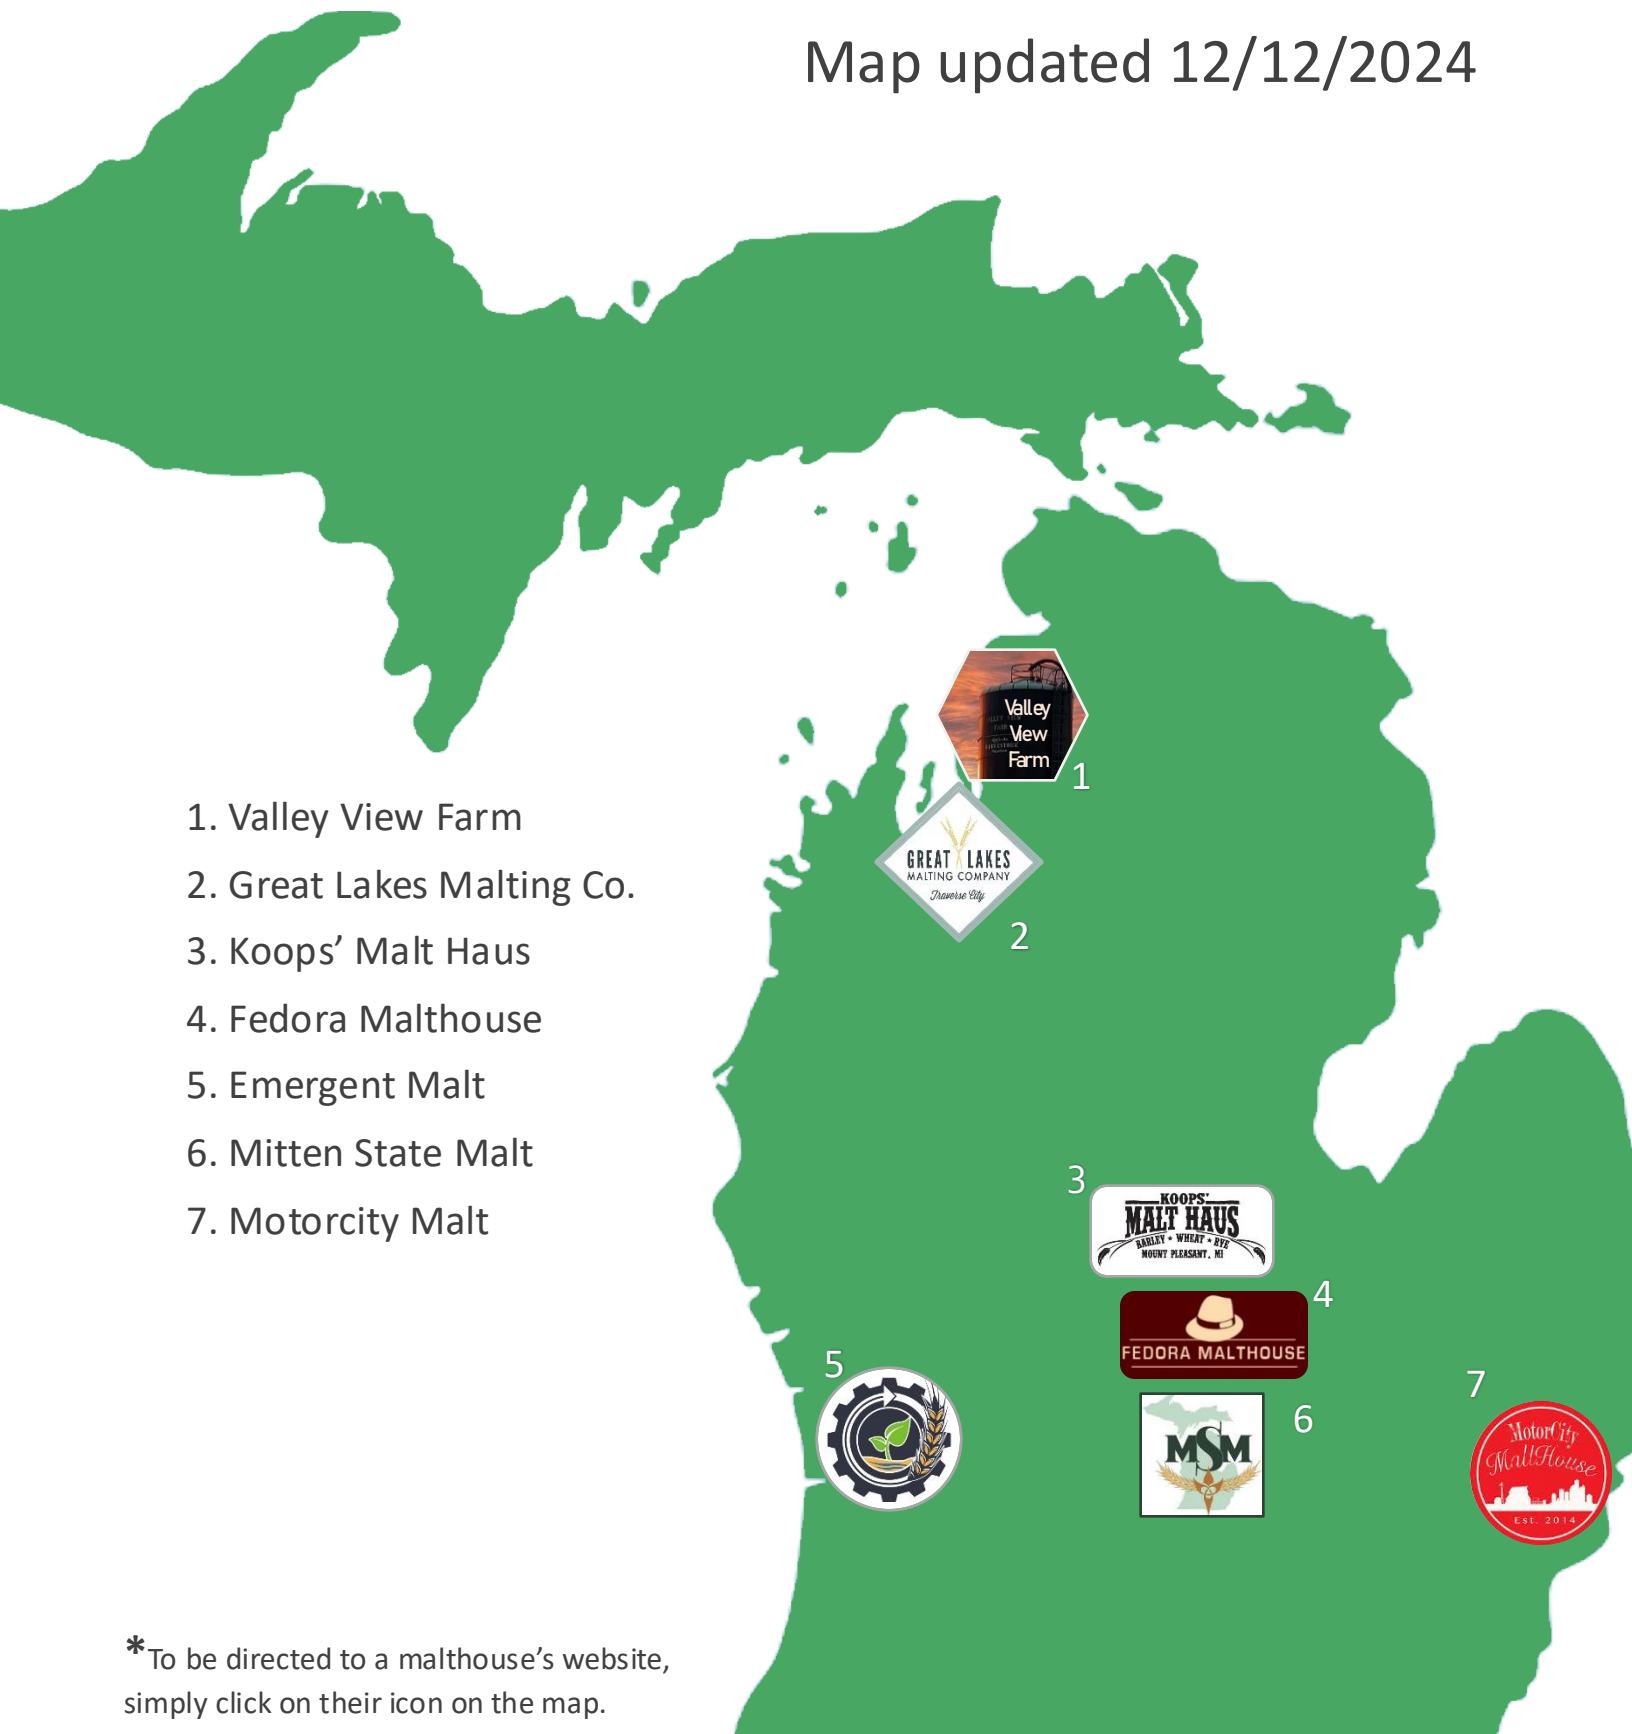 Map updated 12/12/2024
Valley
View
Farm
1
GREAT LAKES
MALTING COMPANY
Traverse City
2
1. Valley View Farm
2. Great Lakes Malting Co.
3. Koops’ Malt Haus
4. Fedora Malthouse
5. Emergent Malt
6. Mitten State Malt
7. Motorcity Malt
3
KOOPS'
MALT HAUS
BARLEY * WHEAT * RYE
MOUNT PLEASANT, MI
4
FEDORA MALTHOUSE
5
6
MSM
7
MotorCity
MaltHouse
Est. 2014
*To be directed to a malthouse’s website,
simply click on their icon on the map.